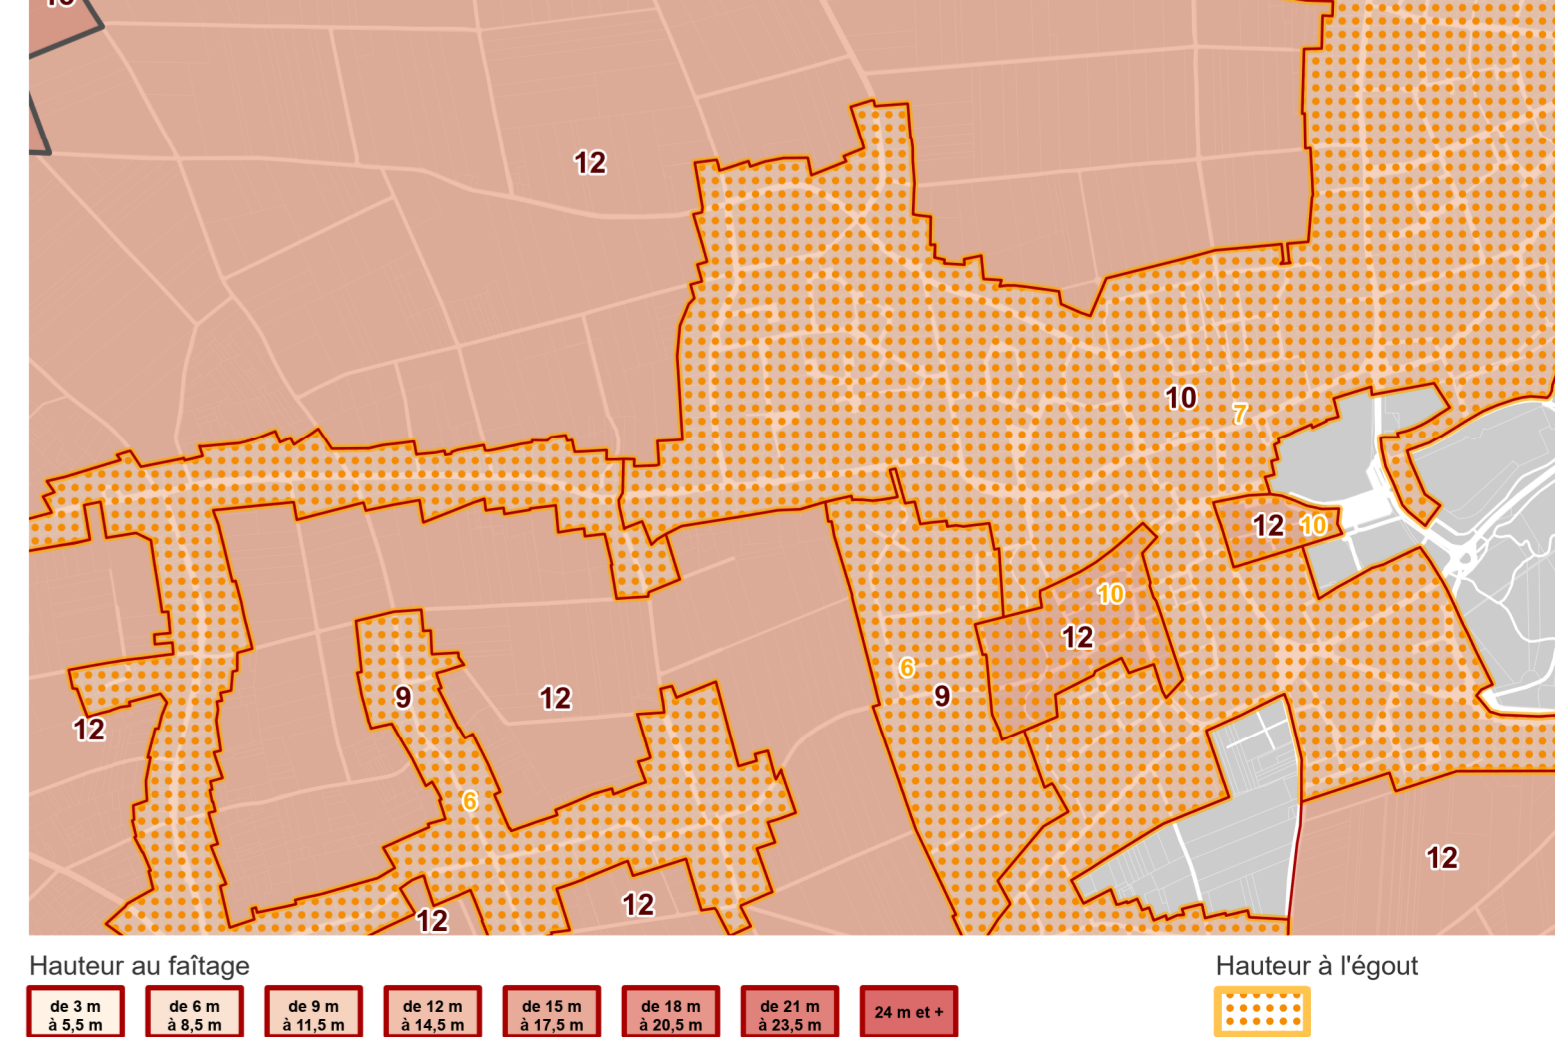 12
10
7
12 10
10
12
6
9
9
12
12
6
12
12
12
Hauteur au faîtage
Hauteur à l'égout
de 3 m
à 5,5 m
de 6 m
à 8,5 m
de 9 m
à 11,5 m
de 12 m
à 14,5 m
de 15 m
à 17,5 m
de 18 m
à 20,5 m
de 21 m
à 23,5 m
24 m et +